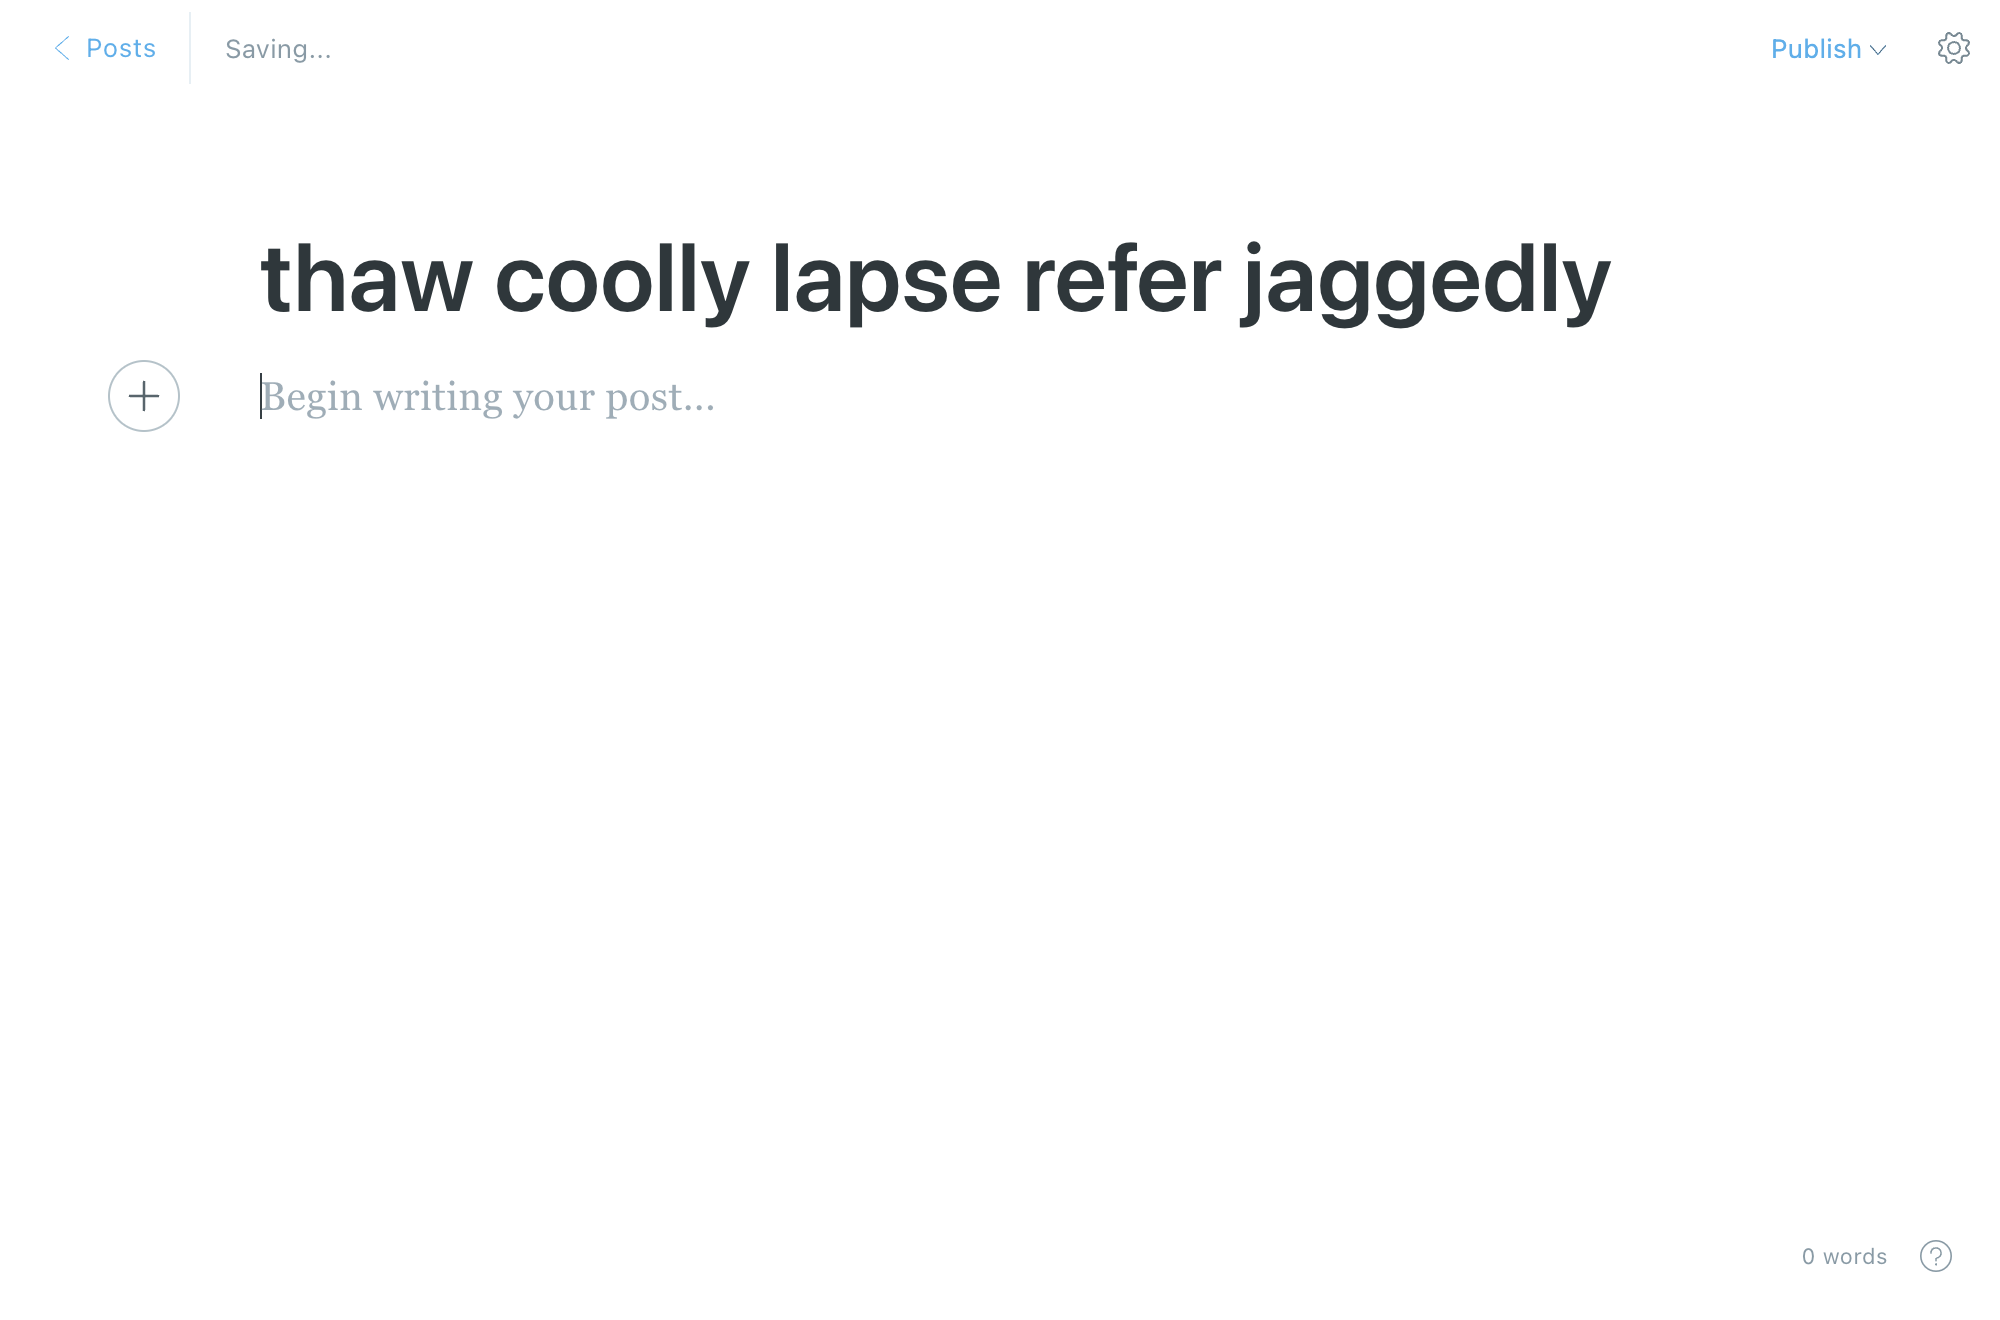 Posts
Saving...
Publish
thaw coolly lapse refer jaggedly
Begin writing your post...
0 words
?